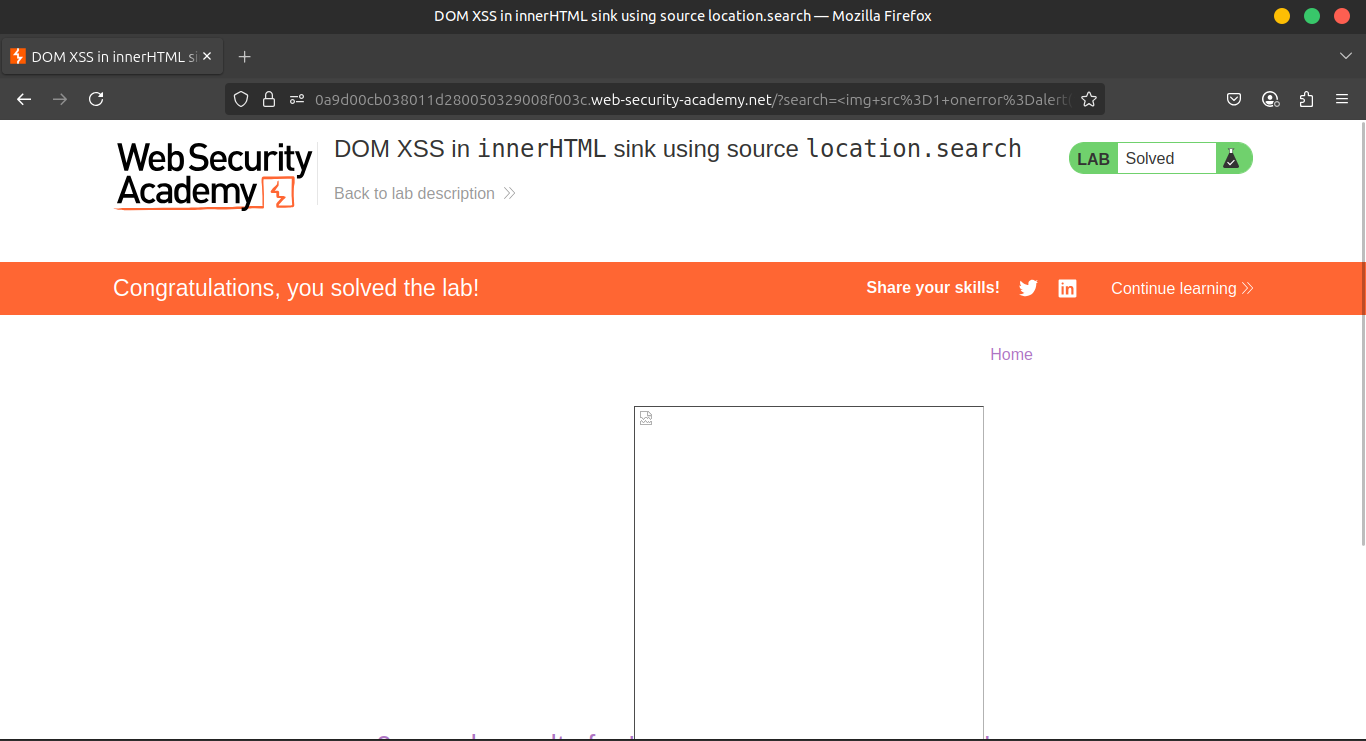 DOM XSS in innerHTML sink using source location.search — Mozilla Firefox
DOM XSS in innerHTML si
0a9d00cb038011d280050329008f003c.web-security-academy.net/?search=<img+src%3D1+onerror%3Dalert(
Web Security
Academy
DOM XSS in innerHTML sink using source location.search
Back to lab description
LAB Solved
Congratulations, you solved the lab!
Share your skills!
Continue learning
Home